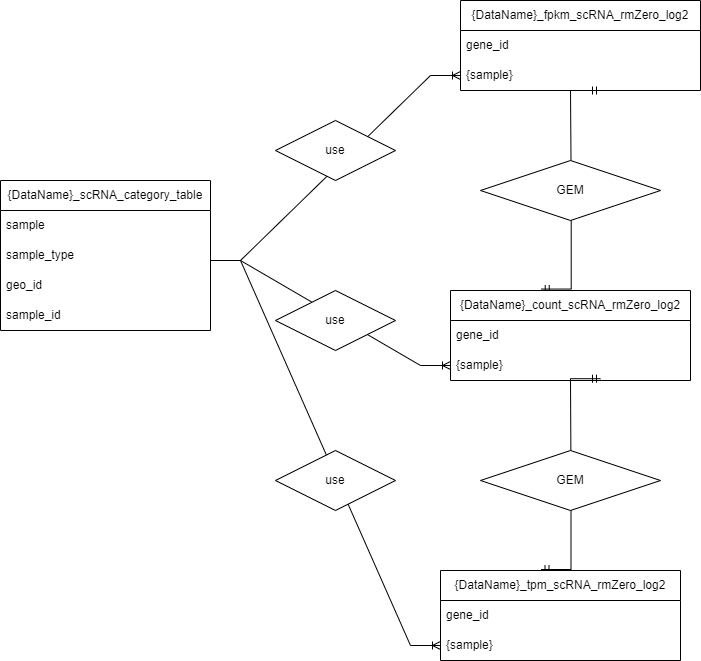 {DataName}_fpkm_scRNA_rmZero_log2
gene_id
{sample}
use
GEM
{DataName}_scRNA_category_table
sample
sample_type
geo_id
sample_id
{DataName}_count_scRNA_rmZero_log2
gene_id
{sample}
use
GEM
use
{DataName}_tpm_scRNA_rmZero_log2
gene_id
{sample}